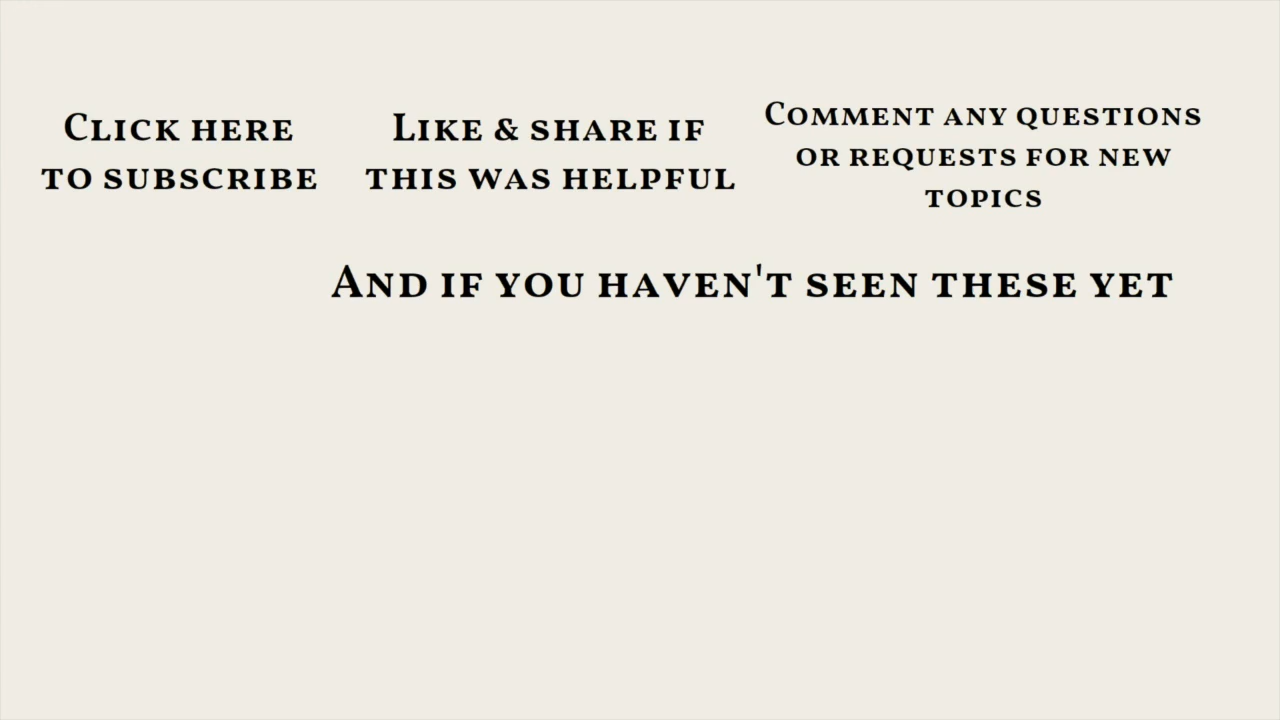 Click here
to subscribe
Like & share if
this was helpful
Comment any questions
or requests for new
topics
And if you haven't seen these yet